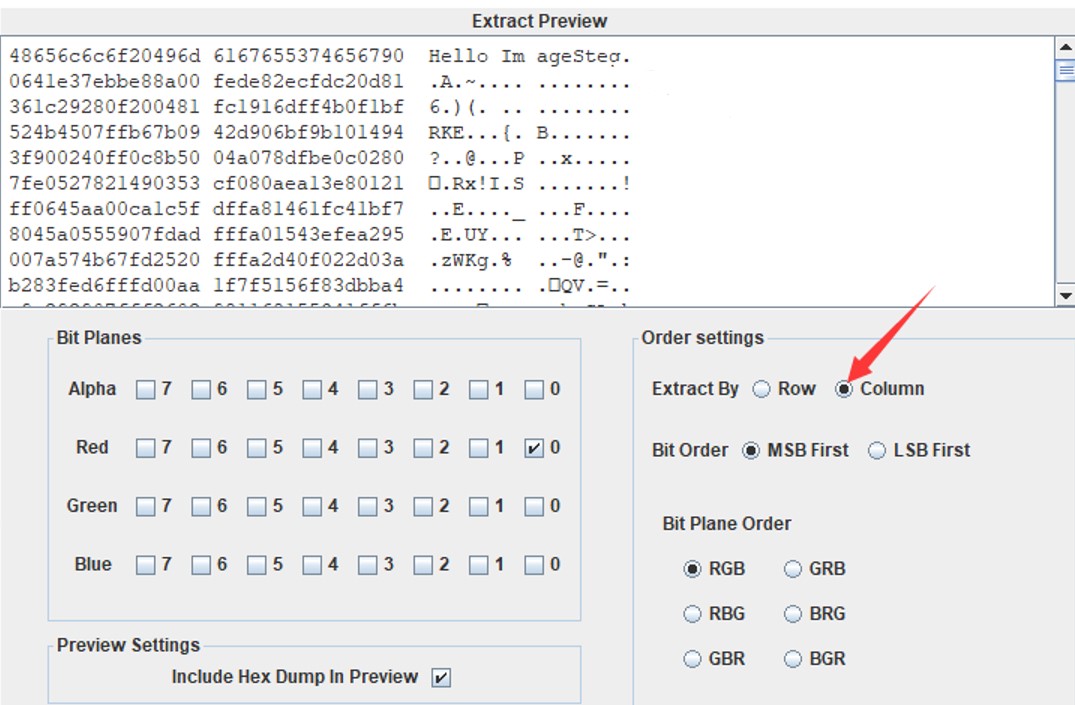 Extract Preview
48656c6c6f20496d 6167655374656790 Hello Im ageSteg.
0641e37ebbe88a00 fede82ecfdc20d81 .A.~.... ........
361c29280f200481 fc1916dff4b0f1bf 6.)(. .. ........
524b4507ffb67b09 42d906bf9b101494 RKE...{. B.......
3f900240ff0c8b50 04a078dfbe0c0280 ?..@...P ..x.....
7fe0527821490353 cf080aea13e80121 □.Rx!I.S .......!
ff0645aa00ca1c5f dffa81461fc41bf7 ..E...._ ...F....
8045a0555907fdad fffa01543efea295 .E.UY... ...T>...
007a574b67fd2520 fffa2d40f022d03a .zWKg.% ..-@.".:
b283fed6fffd00aa 1f7f5156f83dbba4 ........ .□QV.=..
Bit Planes
Alpha 7 6 5 4 3 2 1 0
Red 7 6 5 4 3 2 1 0
Green 7 6 5 4 3 2 1 0
Blue 7 6 5 4 3 2 1 0
Preview Settings
Include Hex Dump In Preview
Order settings
Extract By Row Column
Bit Order MSB First LSB First
Bit Plane Order
RGB GRB
RBG BRG
GBR BGR